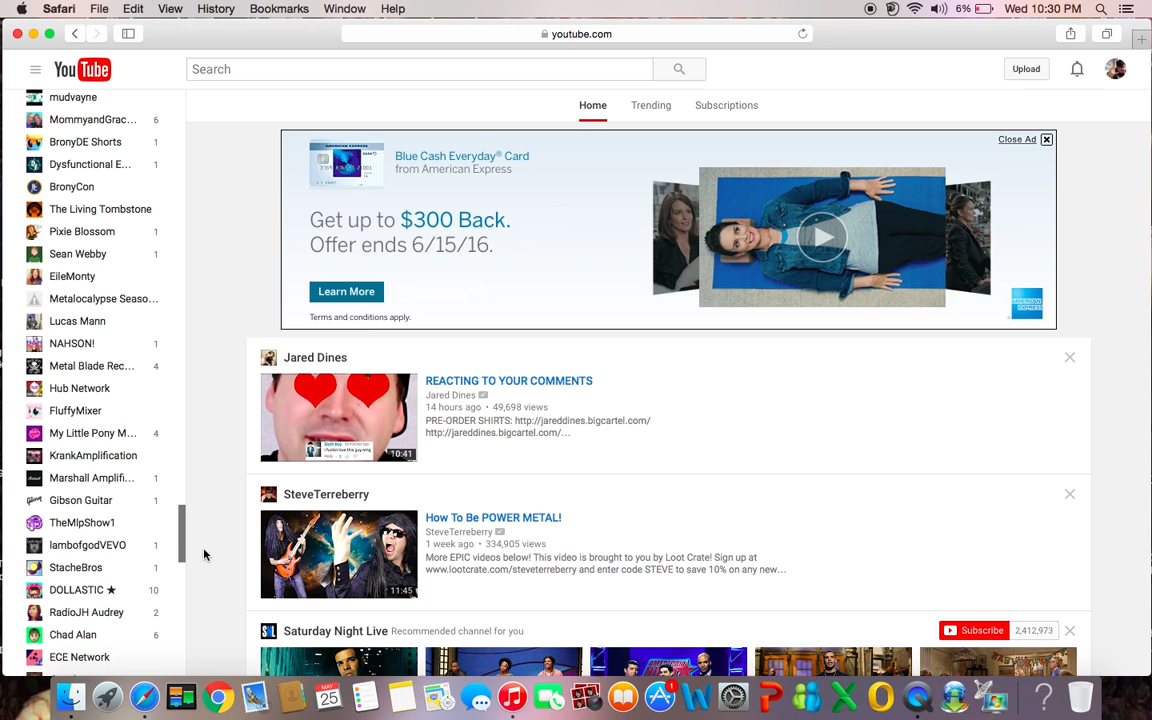 Safari File Edit View History Bookmarks Window Help 6% Wed 10:30 PM
youtube.com
YouTube Search Upload
Home Trending Subscriptions
mudvayne
MommyandGrac... 6
BronyDE Shorts 1
Dysfunctional E... 1
BronyCon
The Living Tombstone
Pixie Blossom 1
Sean Webby 1
EileMonty
Metalocalypse Seaso...
Lucas Mann
NAHSON! 1
Metal Blade Rec... 4
Hub Network
FluffyMixer
My Little Pony M... 4
KrankAmplification
Marshall Amplifi... 1
Gibson Guitar 1
TheMlpShow1
lambofgodVEVO 1
StacheBros 1
DOLLASTIC ★ 10
RadioJH Audrey 2
Chad Alan 6
ECE Network
Close Ad
AMERICAN EXPRESS
Blue Cash Everyday® Card
from American Express
Get up to $300 Back.
Offer ends 6/15/16.
Learn More
Terms and conditions apply.
AMERICAN EXPRESS
Jared Dines
REACTING TO YOUR COMMENTS
Jared Dines
14 hours ago • 49,698 views
PRE-ORDER SHIRTS: http://jareddines.bigcartel.com/
http://jareddines.bigcartel.com/...
10:41
SteveTerreberry
How To Be POWER METAL!
SteveTerreberry
1 week ago • 334,905 views
More EPIC videos below! This video is brought to you by Loot Crate! Sign up at
www.lootcrate.com/steveterreberry and enter code STEVE to save 10% on any new...
11:45
Saturday Night Live Recommended channel for you
Subscribe 2,412,973
MAY
25
1